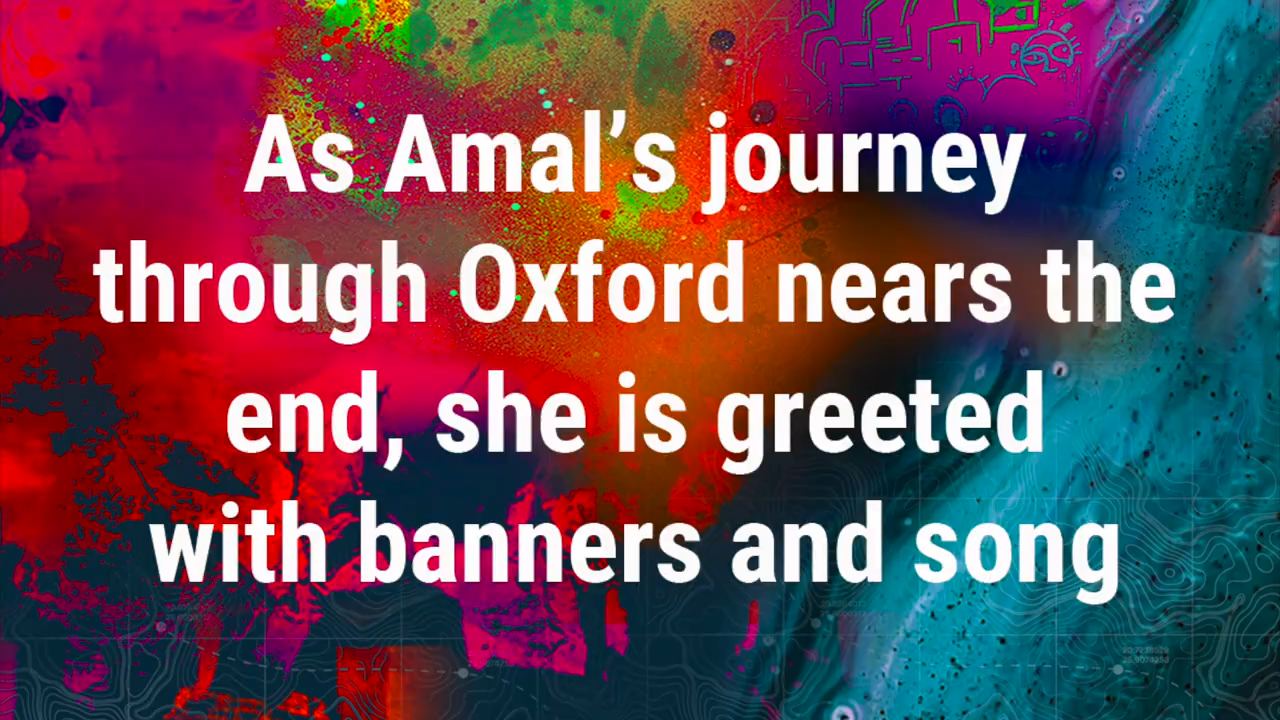 As Amal’s journey
through Oxford nears the
end, she is greeted
with banners and song